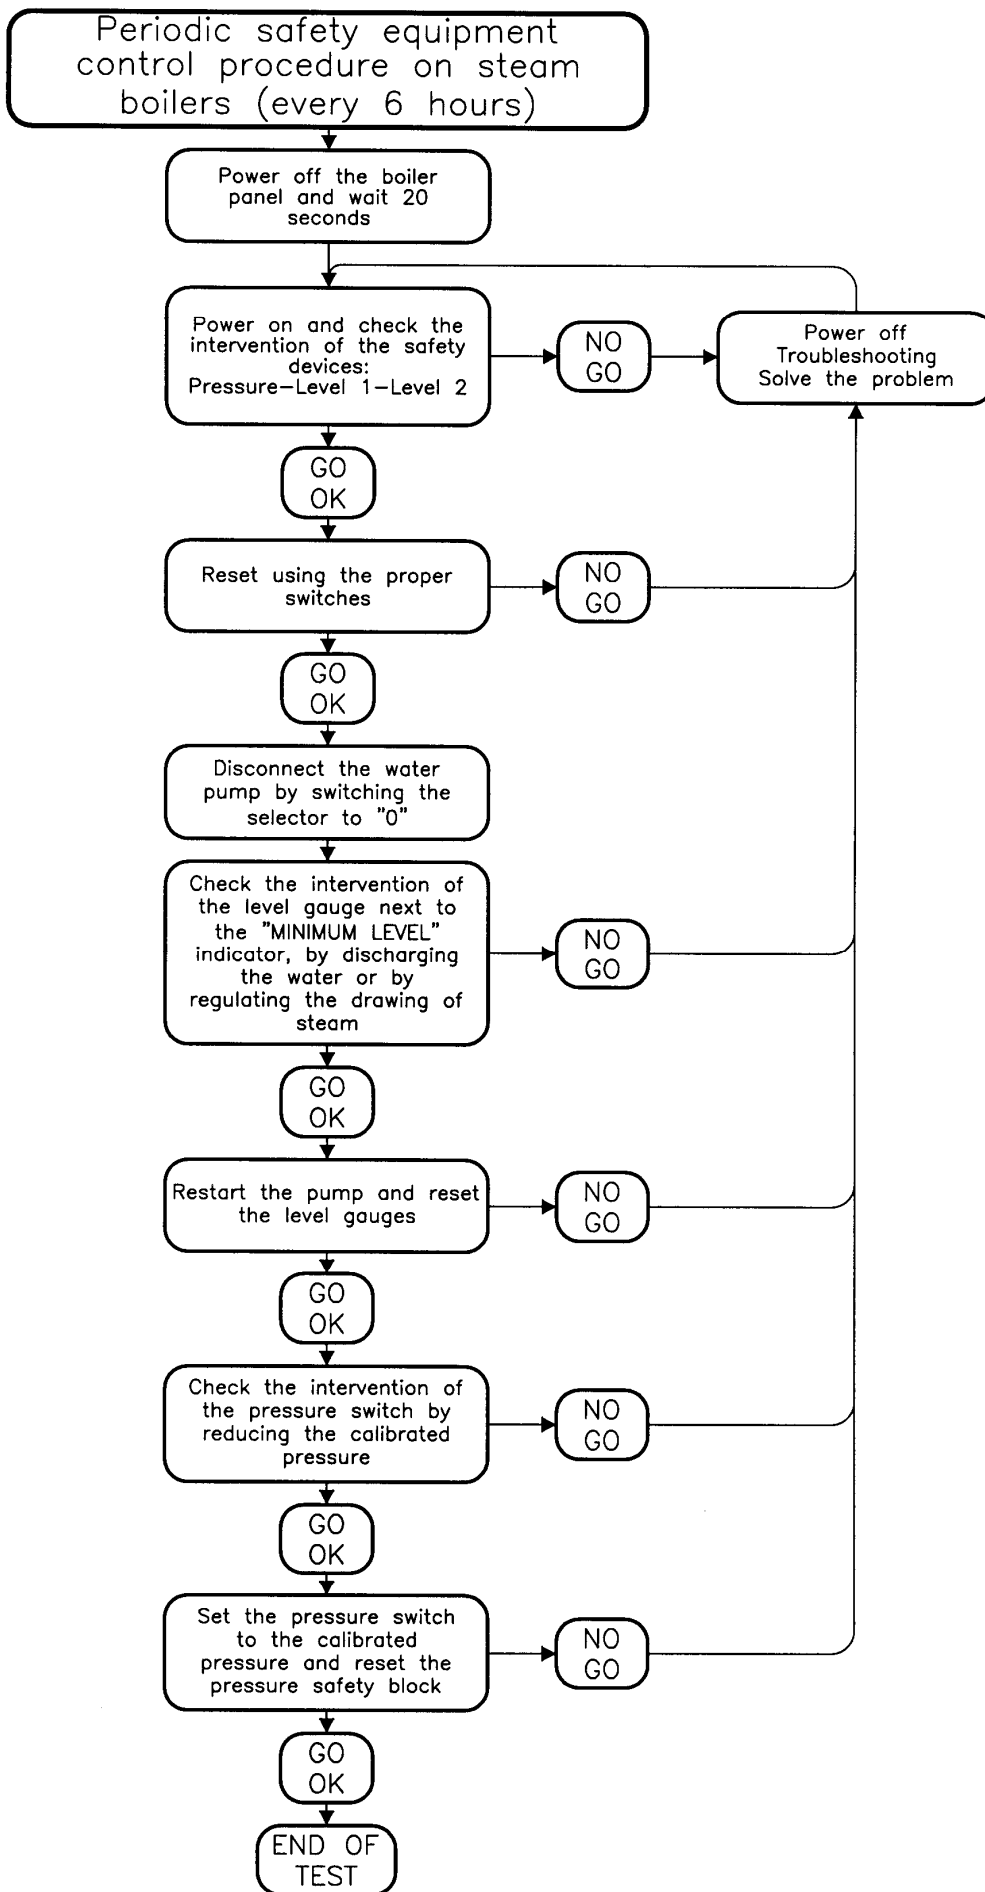 Periodic safety equipment
control procedure on steam
boilers (every 6 hours)
Power off the boiler
panel and wait 20
seconds
Power on and check the
intervention of the safety
devices:
Pressure-Level 1-Level 2
NO
GO
Power off
Troubleshooting
Solve the problem
GO
OK
Reset using the proper
switches
NO
GO
GO
OK
Disconnect the water
pump by switching the
selector to "0"
Check the intervention of
the level gauge next to
the "MINIMUM LEVEL"
indicator, by discharging
the water or by
regulating the drawing of
steam
NO
GO
GO
OK
Restart the pump and reset
the level gauges
NO
GO
GO
OK
Check the intervention of
the pressure switch by
reducing the calibrated
pressure
NO
GO
GO
OK
Set the pressure switch
to the calibrated
pressure and reset the
pressure safety block
NO
GO
GO
OK
END OF
TEST